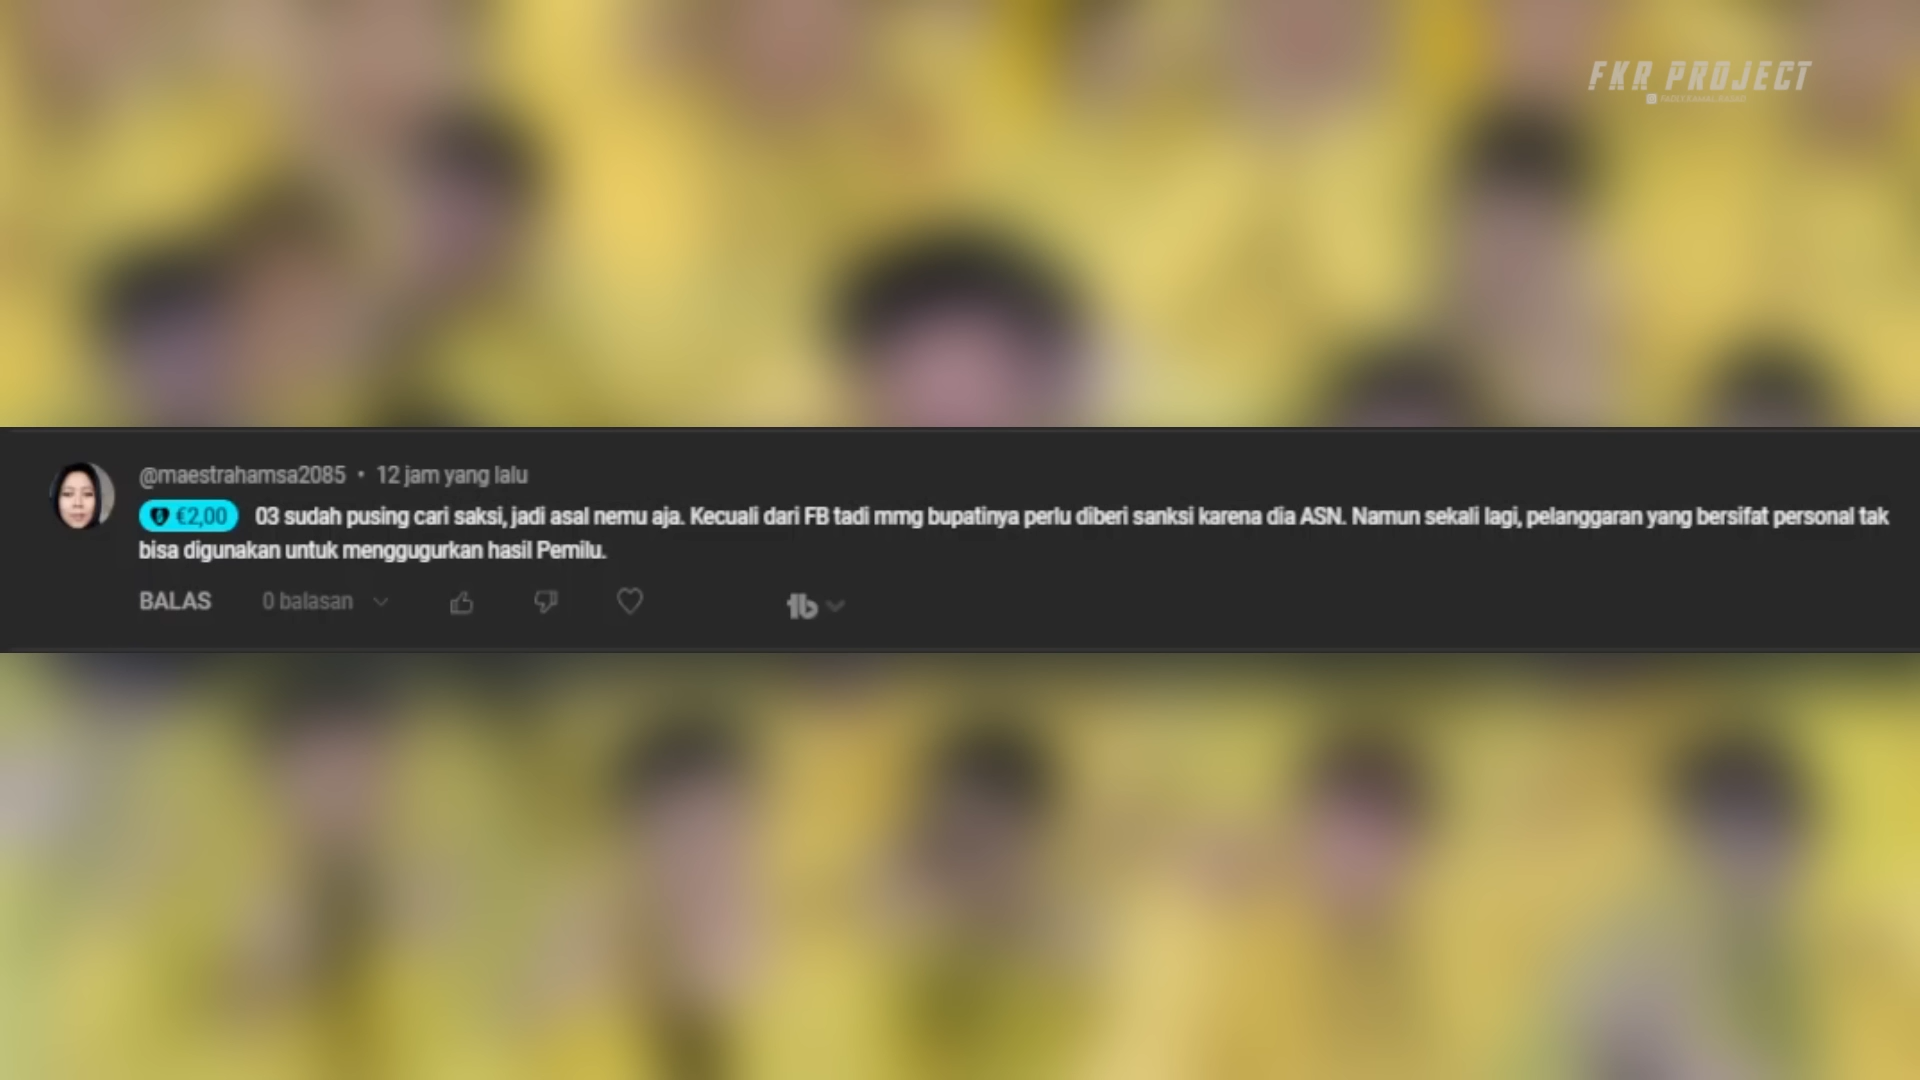 FKR PROJECT
@maestrahamsa2085 • 12 jam yang lalu
€2,00 03 sudah pusing cari saksi, jadi asal nemu aja. Kecuali dari FB tadi mmg bupatinya perlu diberi sanksi karena dia ASN. Namun sekali lagi, pelanggaran yang bersifat personal tak
bisa digunakan untuk menggugurkan hasil Pemilu.
BALAS 0 balasan